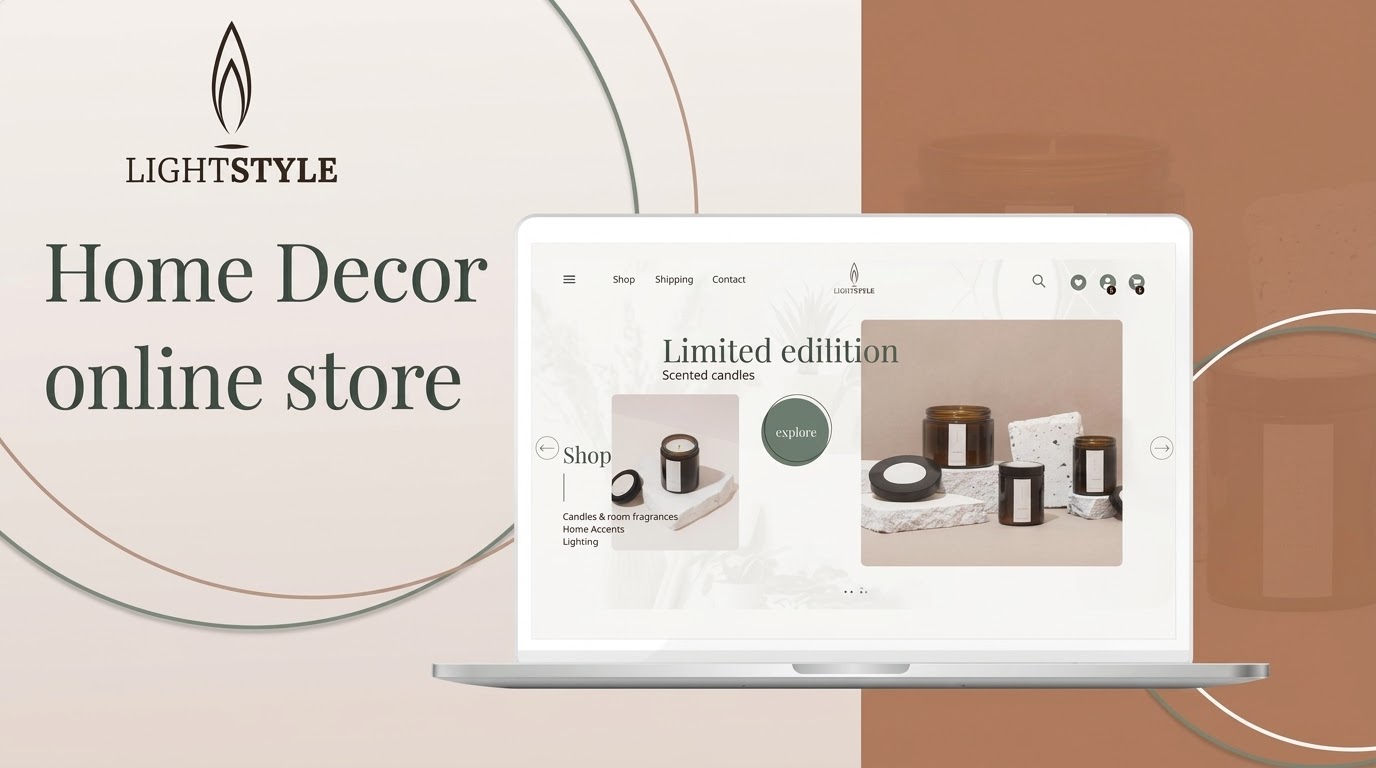 LIGHTSTYLE
Home Decor
online store
Shop Shipping Contact
LIGHTSTYLE
Limited edilition
Scented candles
explore
Shop
Candles & room fragrances
Home Accents
Lighting